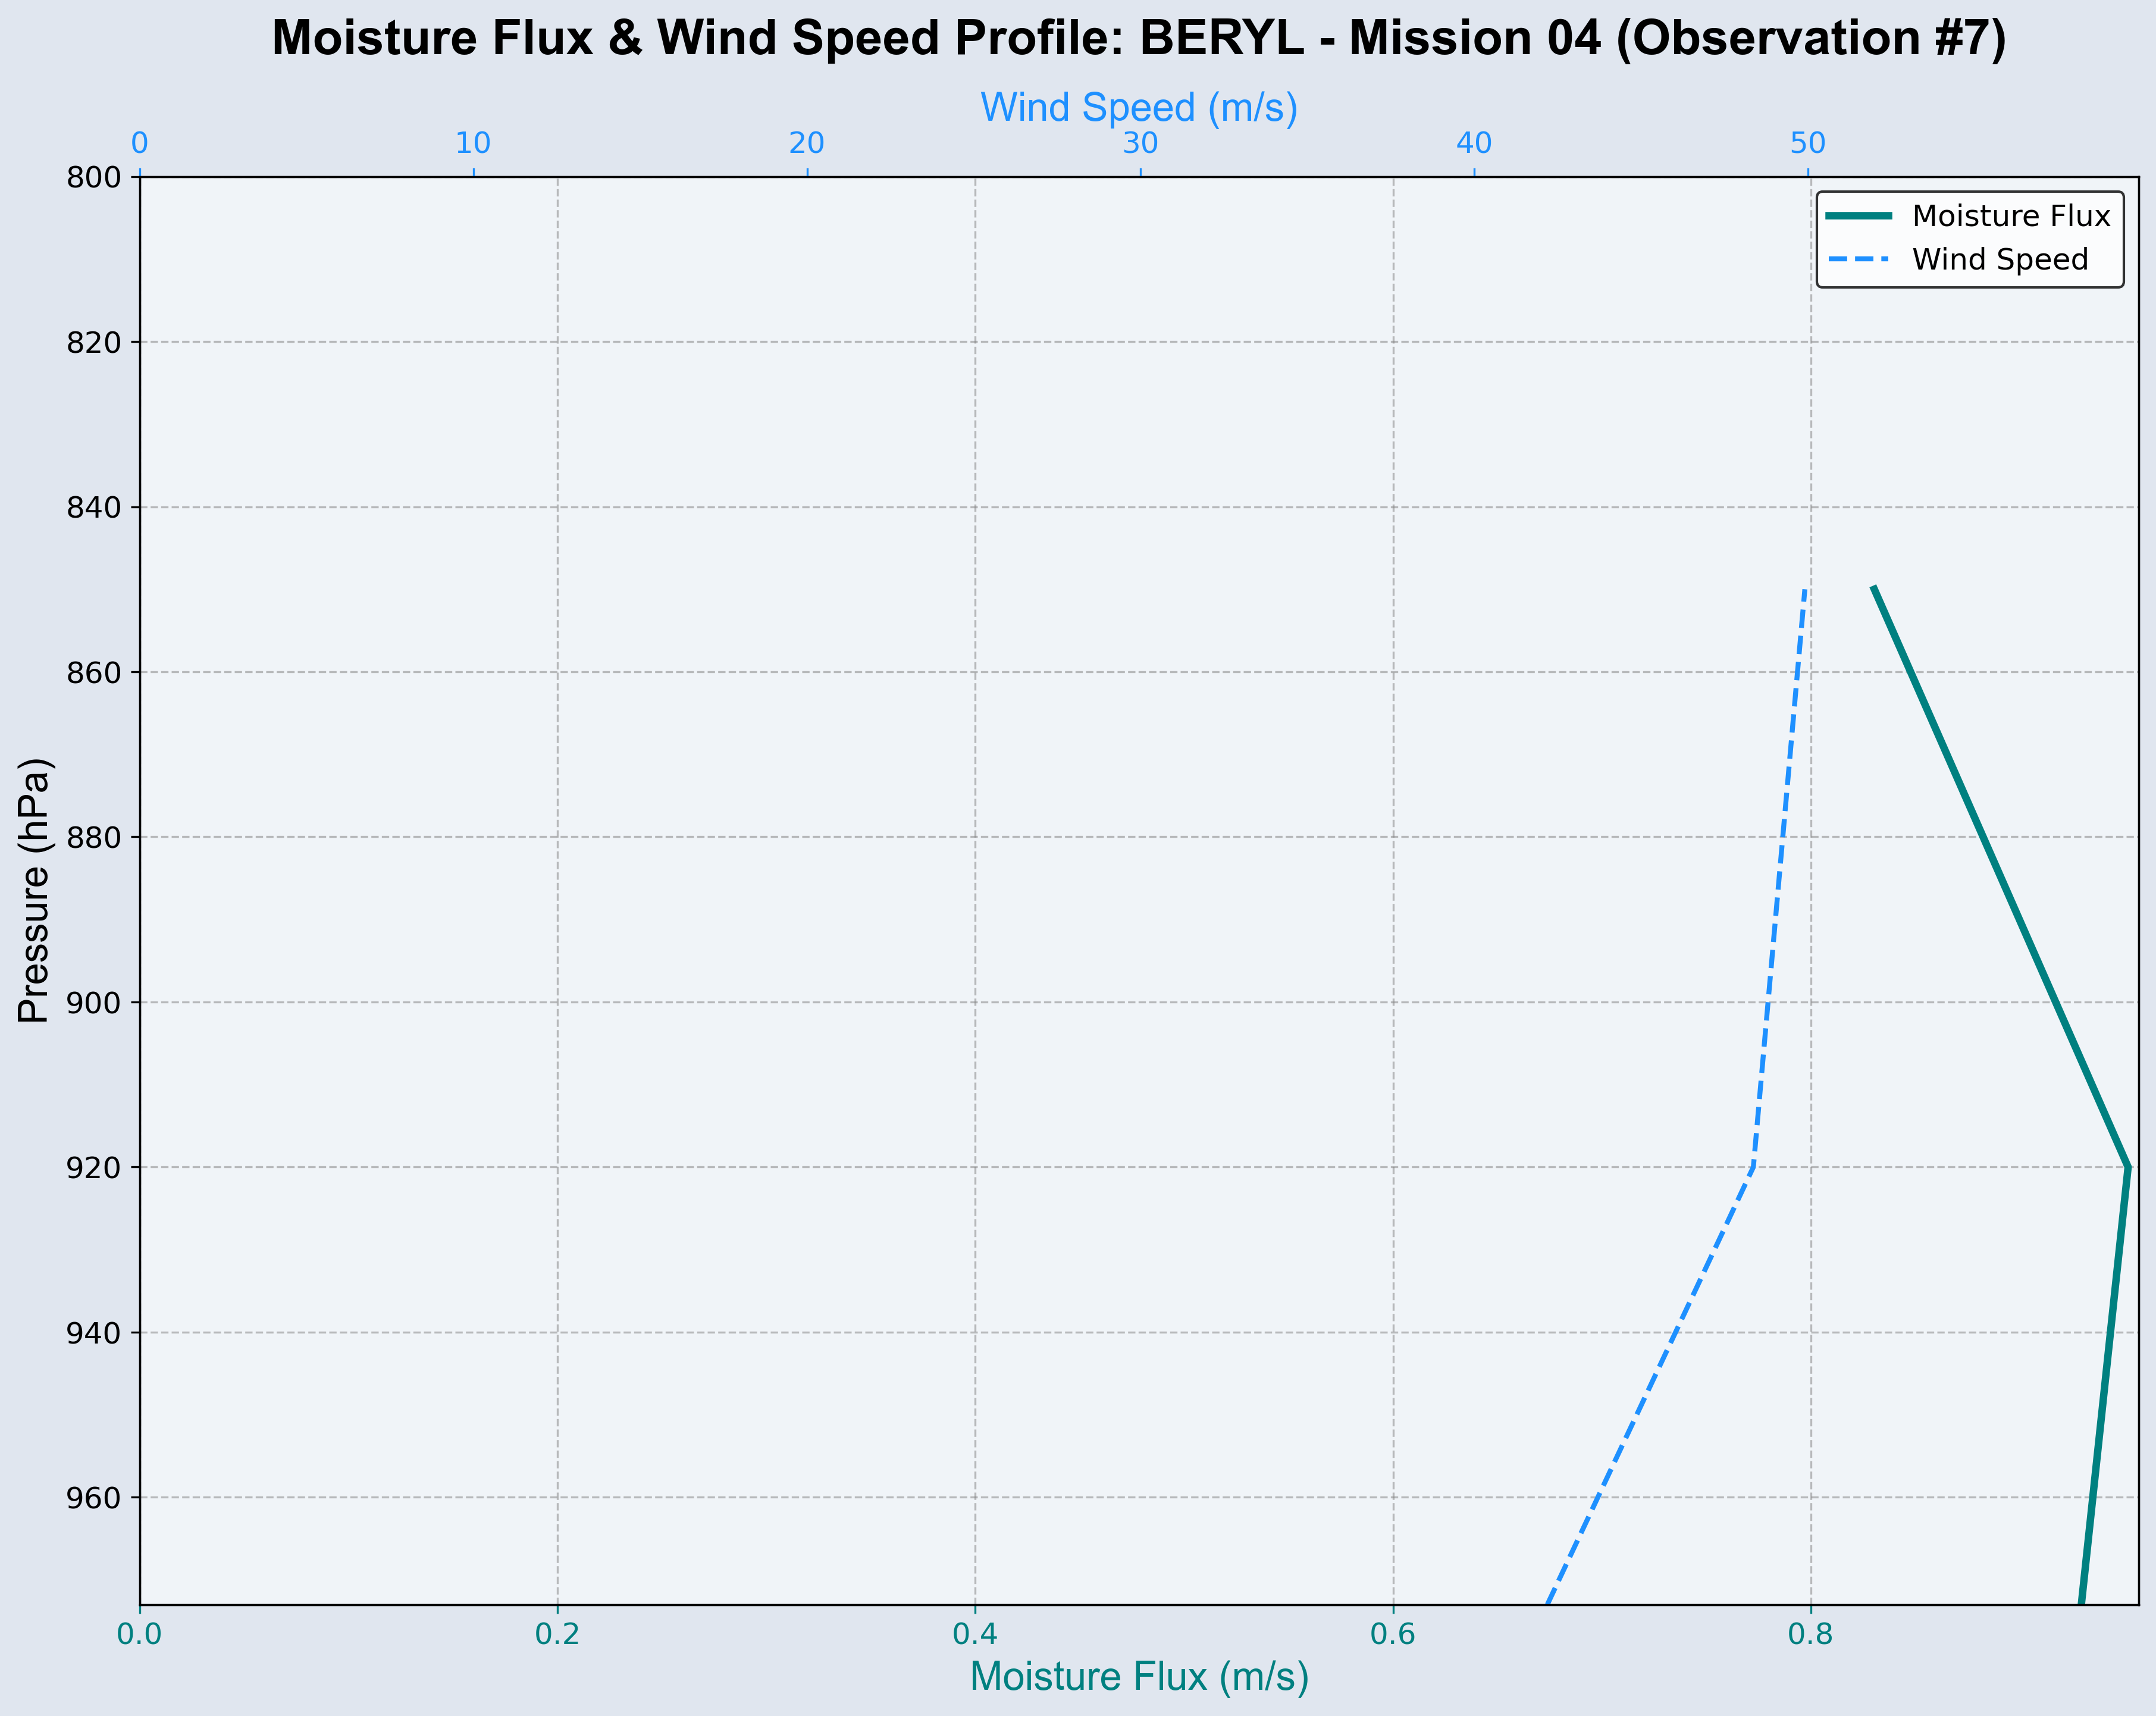 Moisture Flux & Wind Speed Profile: BERYL - Mission 04 (Observation #7)
Wind Speed (m/s)
0 10 20 30 40 50
Moisture Flux
Wind Speed
Pressure (hPa)
800
820
840
860
880
900
920
940
960
0.0 0.2 0.4 0.6 0.8
Moisture Flux (m/s)